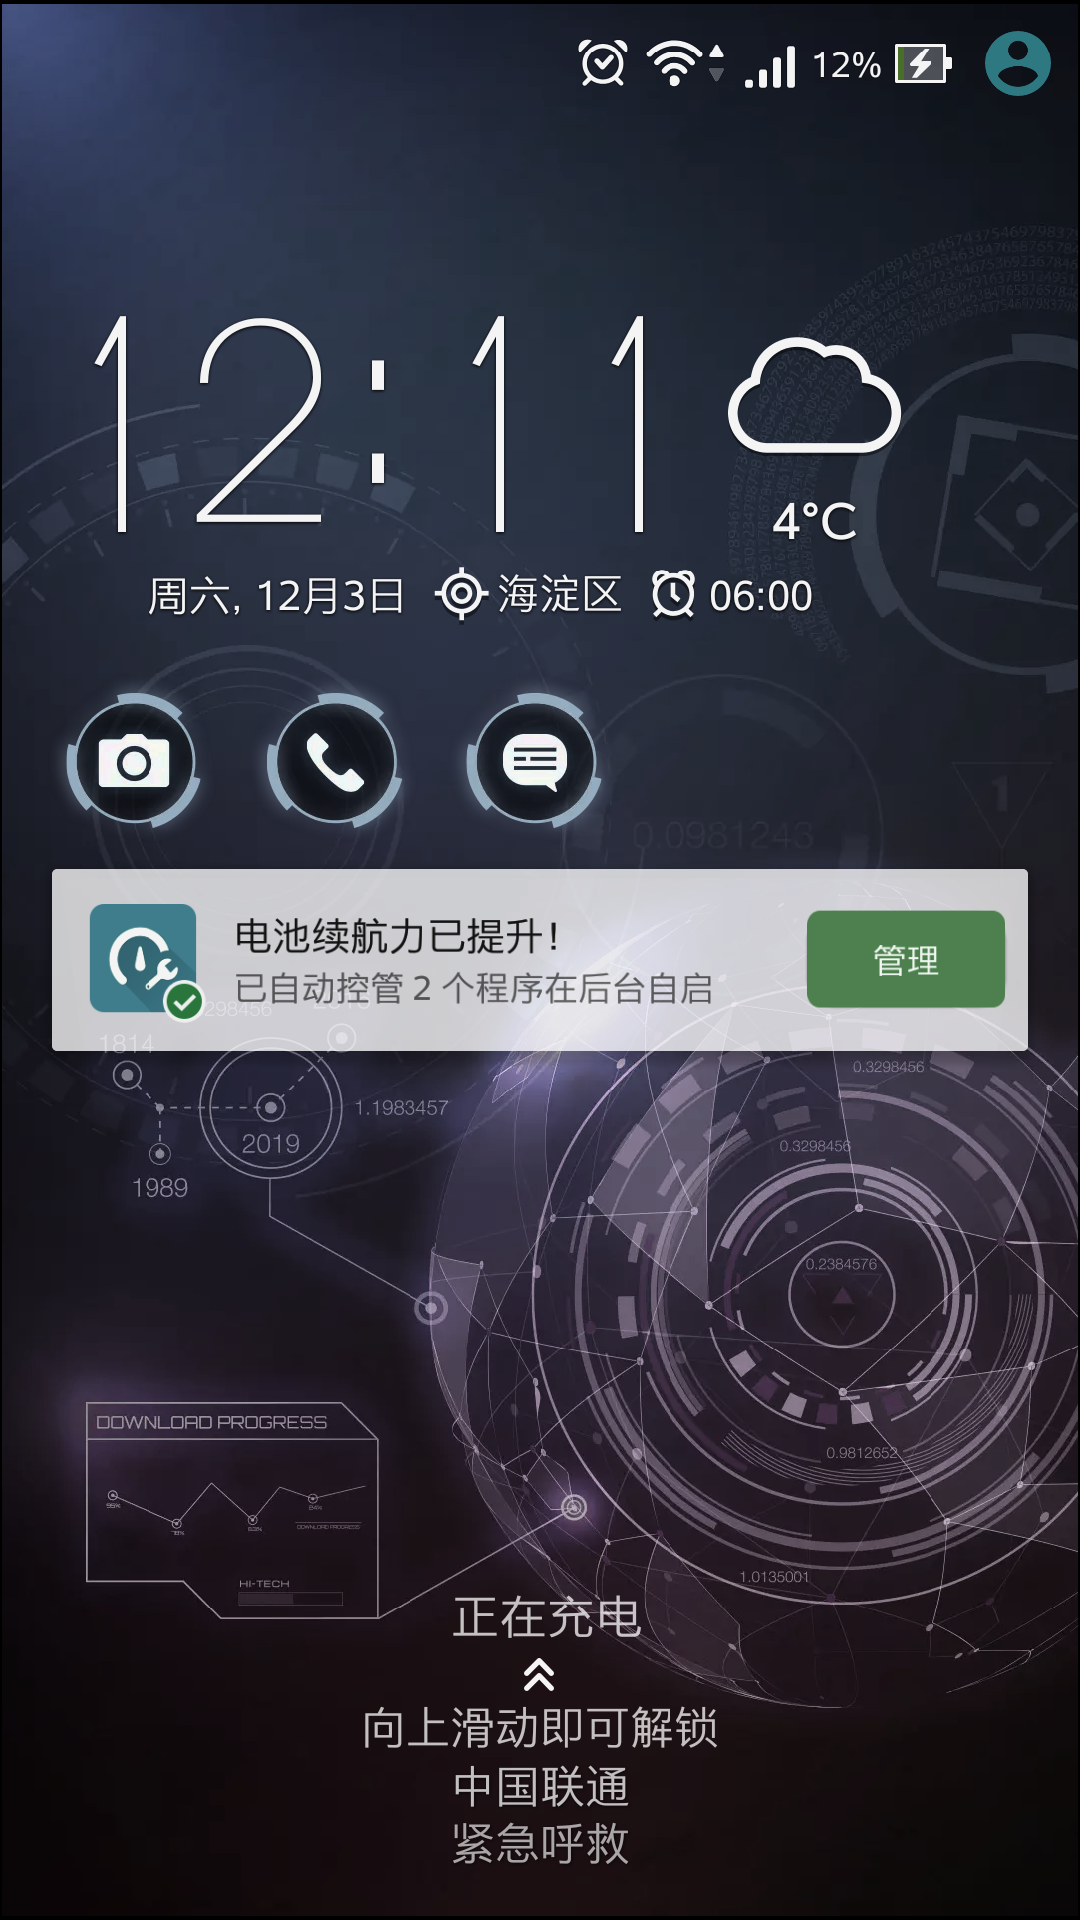 12%
12:11
4°C
周六, 12月3日 海淀区 06:00
0.0981243
1
电池续航力已提升!
已自动控管 2 个程序在后台自启
管理
298456
1814
0.3298456
1.1983457
2019
0.3298456
1989
0.2384576
DOWNLOAD PROGRESS
0.9812652
DOWNLOAD PROGRESS
HI-TECH
1.0135001
正在充电
向上滑动即可解锁
中国联通
紧急呼救